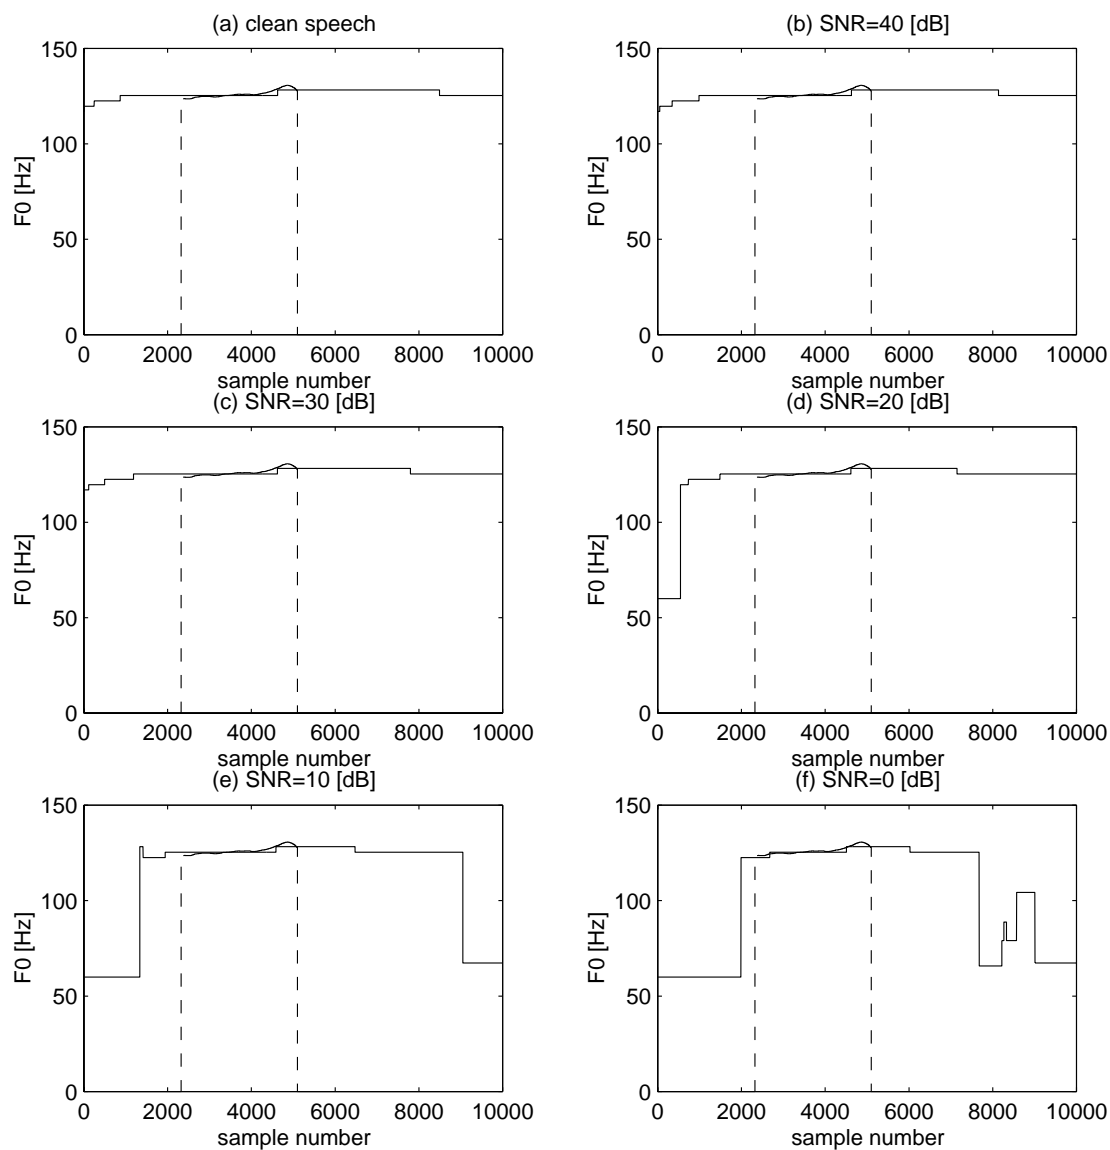 (a) clean speech
(b) SNR=40 [dB]
150
100
50
0
F0 [Hz]
0 2000 4000 6000 8000 10000
sample number
150
100
50
0
F0 [Hz]
0 2000 4000 6000 8000 10000
sample number
(c) SNR=30 [dB]
(d) SNR=20 [dB]
150
100
50
0
F0 [Hz]
0 2000 4000 6000 8000 10000
sample number
150
100
50
0
F0 [Hz]
0 2000 4000 6000 8000 10000
sample number
(e) SNR=10 [dB]
(f) SNR=0 [dB]
150
100
50
0
F0 [Hz]
0 2000 4000 6000 8000 10000
sample number
150
100
50
0
F0 [Hz]
0 2000 4000 6000 8000 10000
sample number